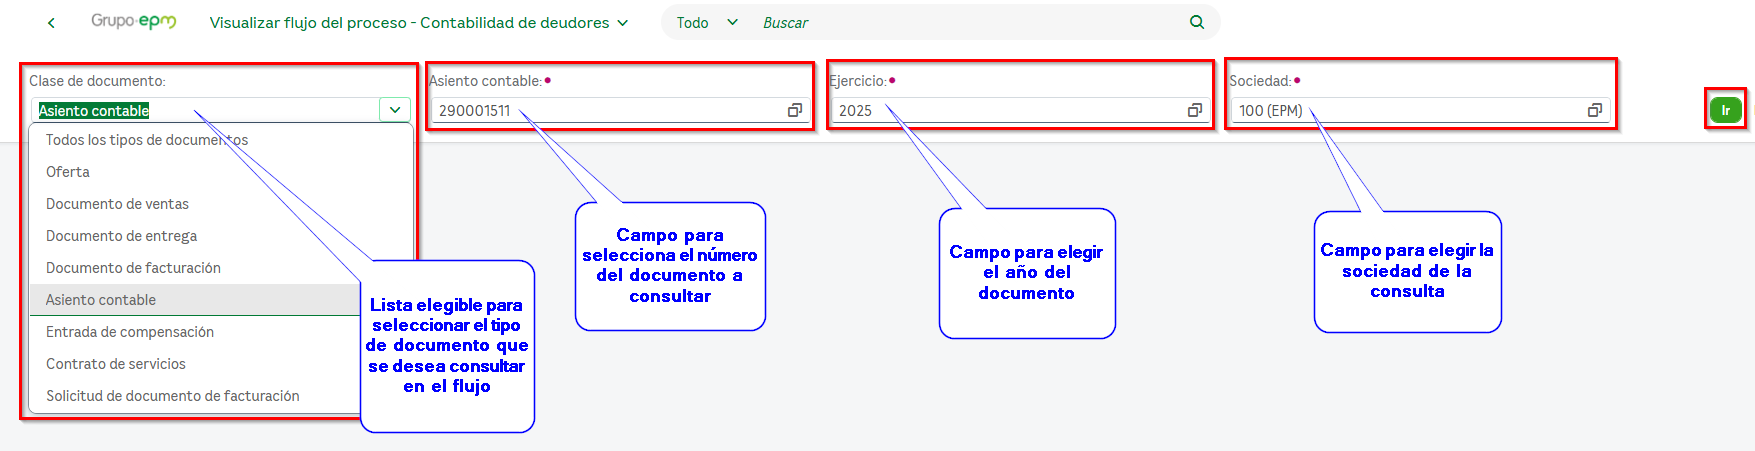 Grupo·epm
Visualizar flujo del proceso - Contabilidad de deudores
Todo
Buscar
Clase de documento:
Asiento contable
Asiento contable:
290001511
Ejercicio:
2025
Sociedad:
100 (EPM)
Ir
Todos los tipos de documentos
Oferta
Documento de ventas
Documento de entrega
Documento de facturación
Asiento contable
Entrada de compensación
Contrato de servicios
Solicitud de documento de facturación
Lista elegible para
seleccionar el tipo
de documento que
se desea consultar
en el flujo
Campo para
selecciona el número
del documento a
consultar
Campo para elegir
el año del
documento
Campo para elegir la
sociedad de la
consulta